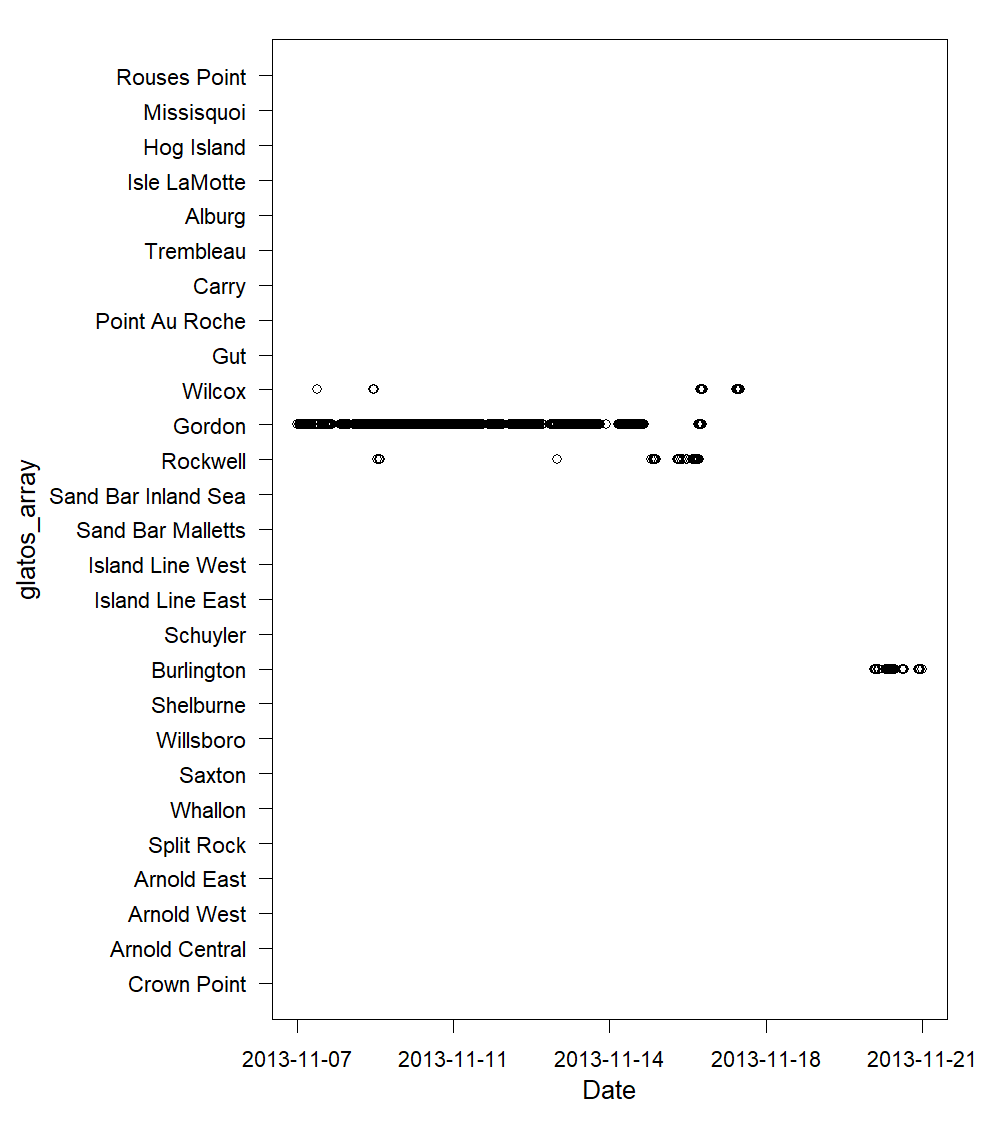 Rouses Point
Missisquoi
Hog Island
Isle LaMotte
Alburg
Trembleau
Carry
Point Au Roche
Gut
Wilcox
Gordon
Rockwell
Sand Bar Inland Sea
Sand Bar Malletts
Island Line West
Island Line East
Schuyler
Burlington
Shelburne
Willsboro
Saxton
Whallon
Split Rock
Arnold East
Arnold West
Arnold Central
Crown Point
glatos_array
2013-11-07 2013-11-11 2013-11-14 2013-11-18 2013-11-21
Date